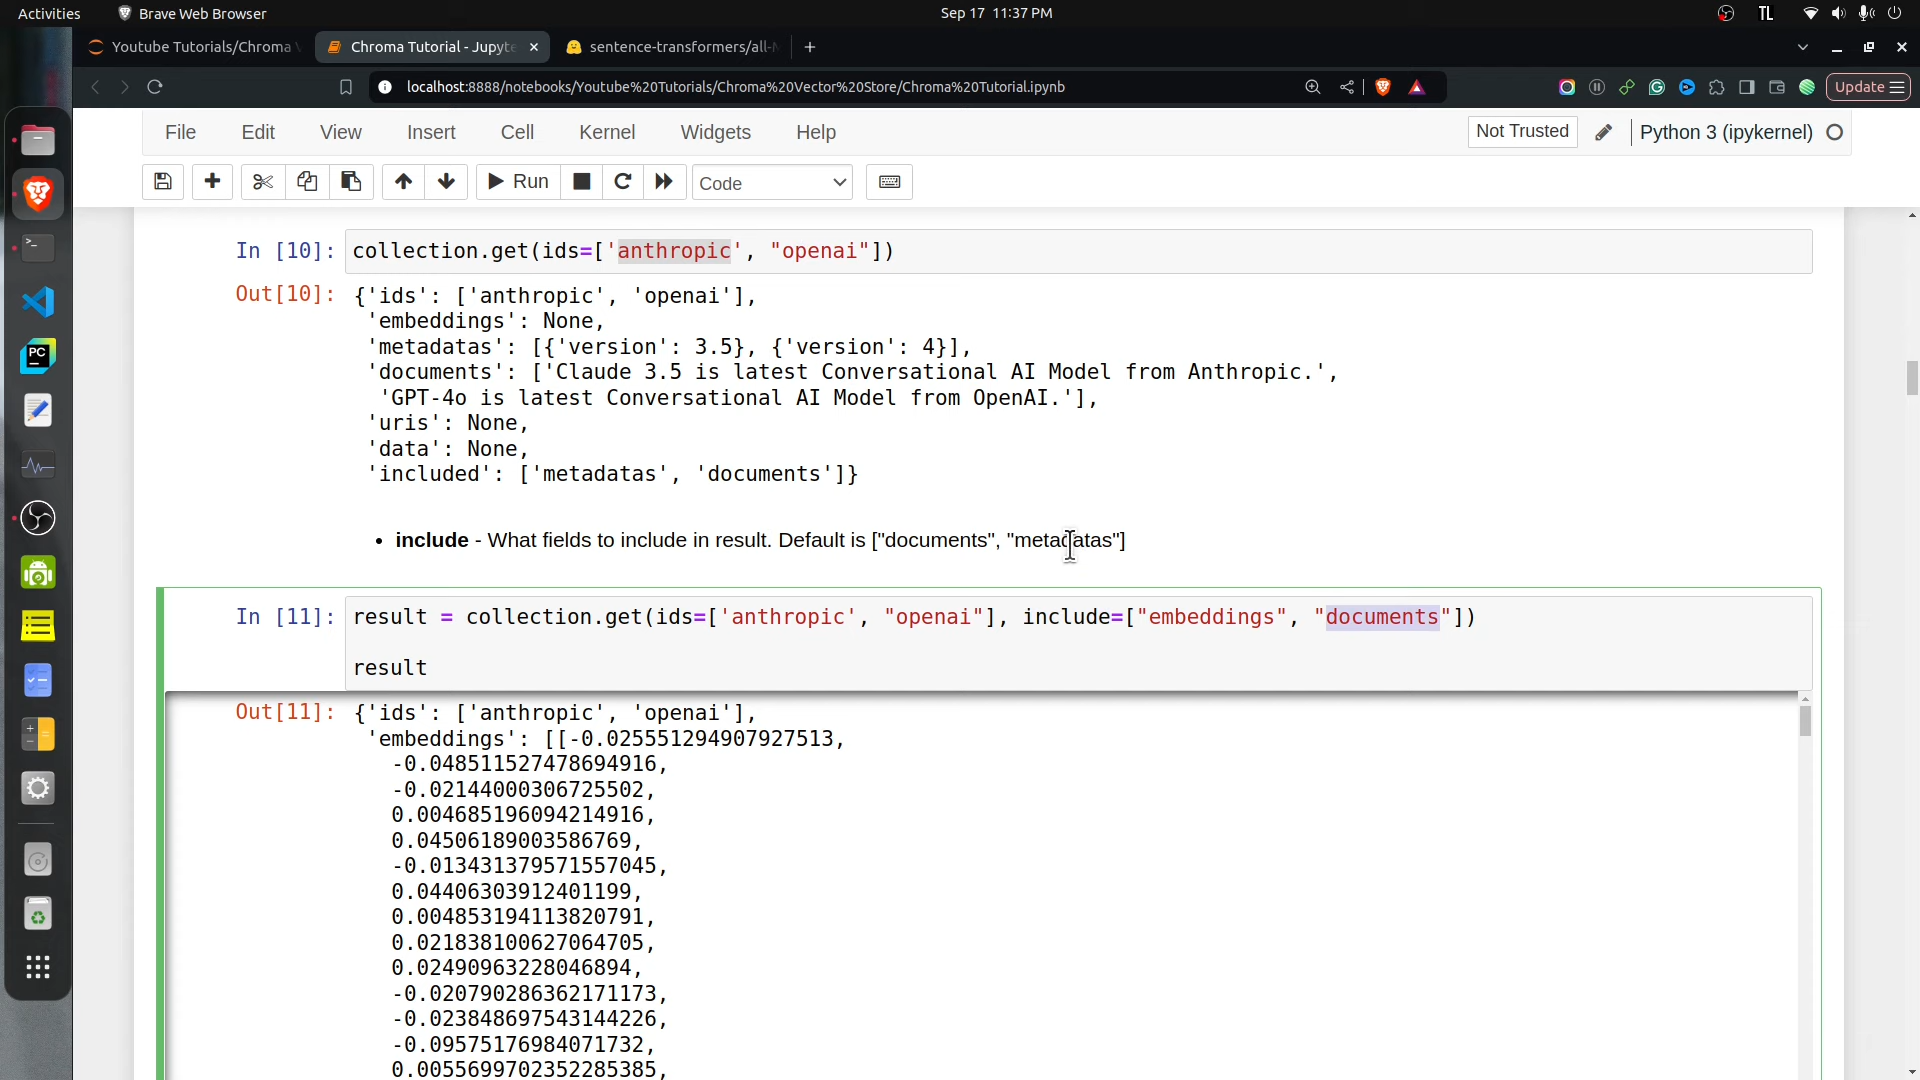 Activities Brave Web Browser Sep 17 11:37 PM TL
Youtube Tutorials/Chroma Chroma Tutorial - Jupyte sentence-transformers/all-
localhost:8888/notebooks/Youtube%20Tutorials/Chroma%20Vector%20Store/Chroma%20Tutorial.ipynb Update
File Edit View Insert Cell Kernel Widgets Help Not Trusted Python 3 (ipykernel)
Run Code
In [10]: collection.get(ids=['anthropic', "openai"])
Out[10]: {'ids': ['anthropic', 'openai'],
'embeddings': None,
'metadatas': [{'version': 3.5}, {'version': 4}],
'documents': ['Claude 3.5 is latest Conversational AI Model from Anthropic.',
'GPT-4o is latest Conversational AI Model from OpenAI.'],
'uris': None,
'data': None,
'included': ['metadatas', 'documents']}
• include - What fields to include in result. Default is ["documents", "metadatas"]
In [11]: result = collection.get(ids=['anthropic', "openai"], include=["embeddings", "documents"])
result
Out[11]: {'ids': ['anthropic', 'openai'],
'embeddings': [[-0.025551294907927513,
-0.048511527478694916,
-0.02144000306725502,
0.004685196094214916,
0.04506189003586769,
-0.013431379571557045,
0.04406303912401199,
0.004853194113820791,
0.021838100627064705,
0.02490963228046894,
-0.020790286362171173,
-0.023848697543144226,
-0.09575176984071732,
0.0055699702352285385,
PC